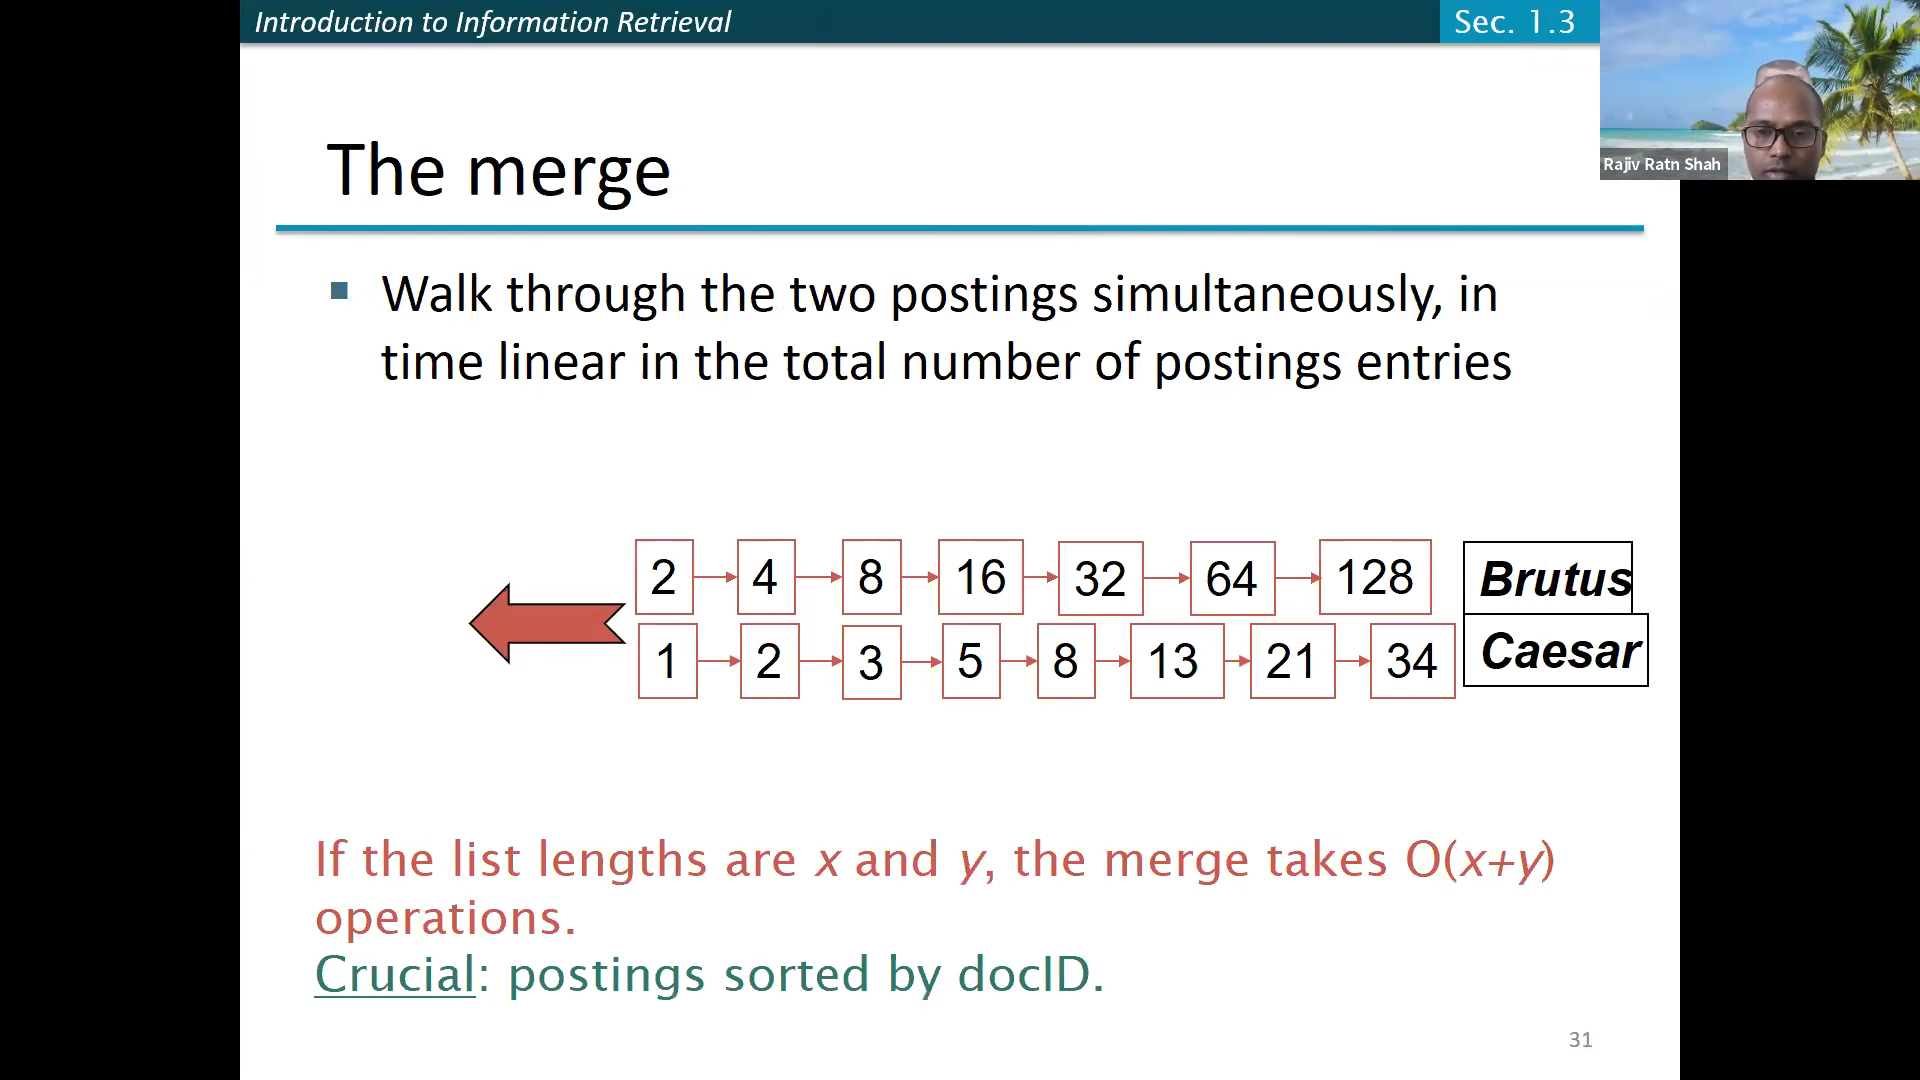 Introduction to Information Retrieval
Sec. 1.3
Rajiv Ratn Shah
The merge
Walk through the two postings simultaneously, in
time linear in the total number of postings entries
2 4 8 16 32 64 128 Brutus
1 2 3 5 8 13 21 34 Caesar
If the list lengths are x and y, the merge takes O(x+y)
operations.
Crucial: postings sorted by docID.
31